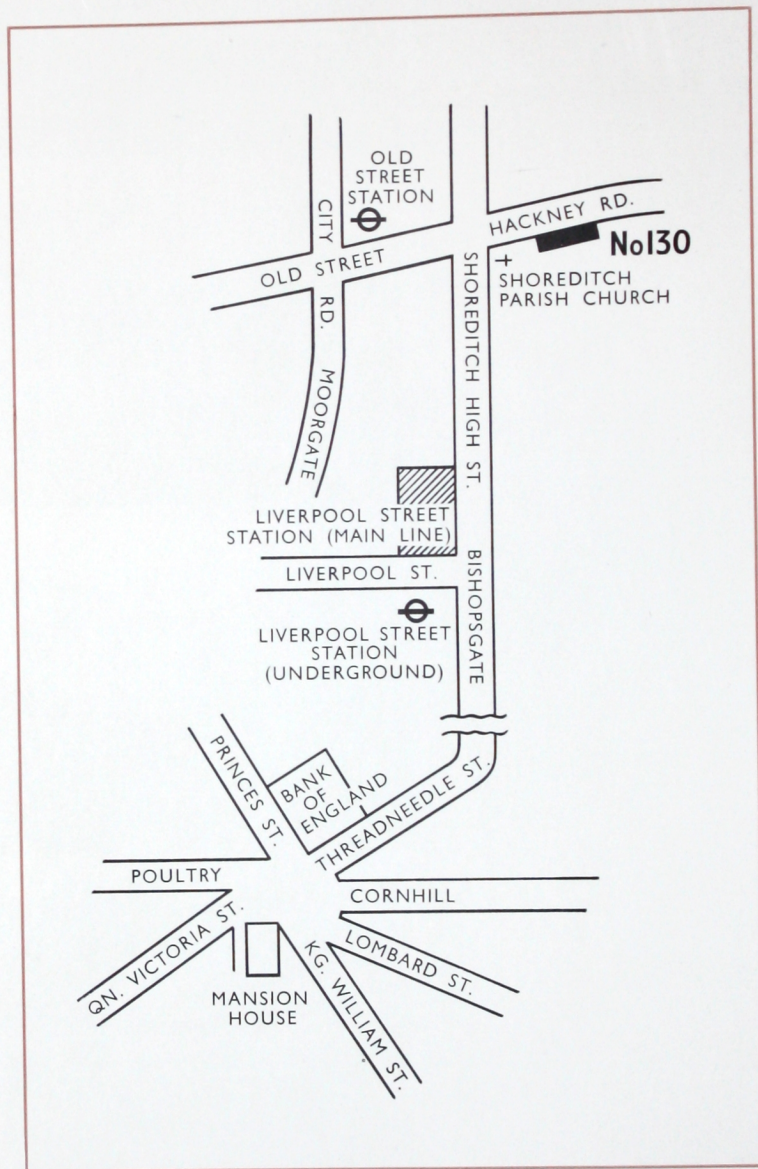 OLD
STREET
STATION
CITY
RD.
HACKNEY RD.
No130
OLD STREET
SHOREDITCH
PARISH CHURCH
SHOREDITCH HIGH ST.
MOORGATE
LIVERPOOL STREET
STATION (MAIN LINE)
LIVERPOOL ST.
BISHOPSGATE
LIVERPOOL STREET
STATION
(UNDERGROUND)
PRINCES ST.
BANK
OF
ENGLAND
THREADNEEDLE ST.
POULTRY
CORNHILL
QN. VICTORIA ST.
LOMBARD ST.
KG. WILLIAM ST.
MANSION
HOUSE